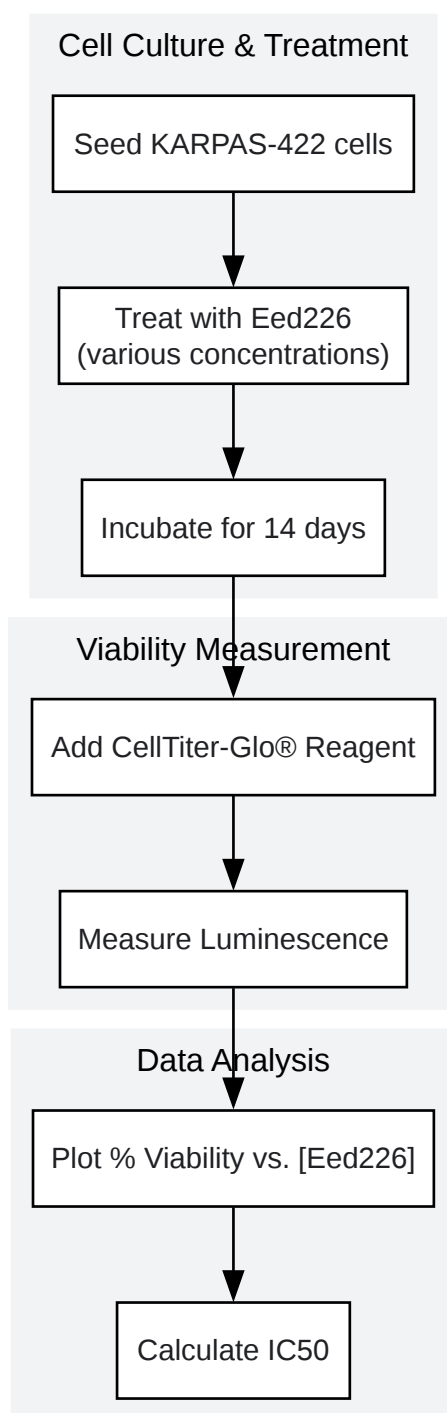 Cell Culture & Treatment
Seed KARPAS-422 cells
Treat with Eed226
(various concentrations)
Incubate for 14 days
Viability Measurement
Add CellTiter-Glo® Reagent
Measure Luminescence
Data Analysis
Plot % Viability vs. [Eed226]
Calculate IC50